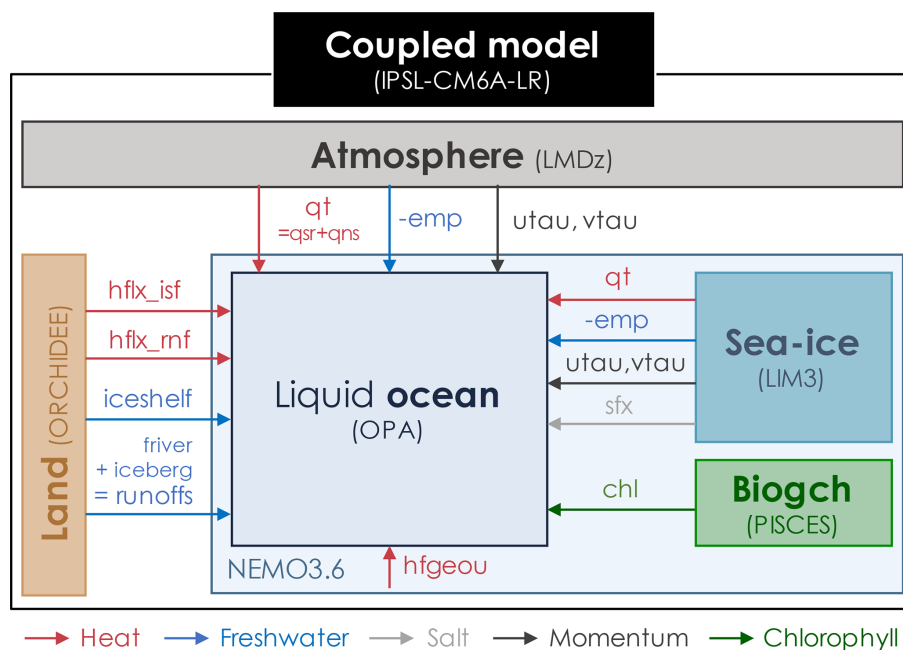 Coupled model
(IPSL-CM6A-LR)
Atmosphere (LMDz)
qt
=qsr+qns
-emp
utau, vtau
Land (ORCHIDEE)
hflx_isf
hflx_rnf
iceshelf
friver
+ iceberg
= runoffs
Liquid ocean
(OPA)
qt
-emp
utau,vtau
sfx
chl
Sea-ice
(LIM3)
Biogch
(PISCES)
NEMO3.6
hfgeou
Heat
Freshwater
Salt
Momentum
Chlorophyll